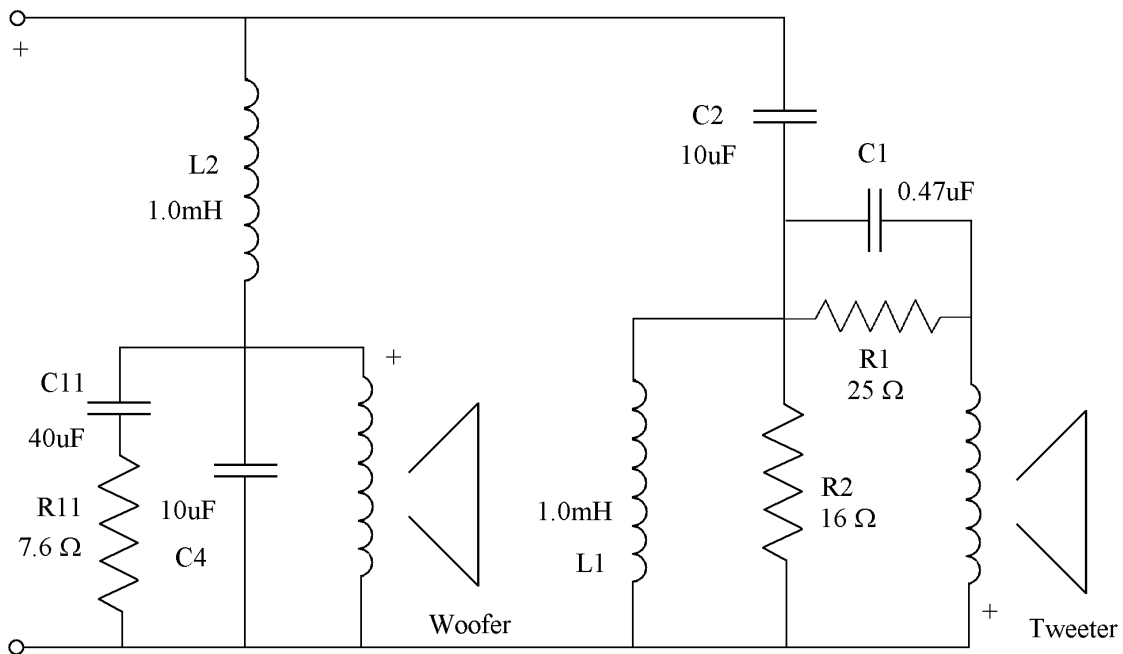 +
C2
10uF
C1
0.47uF
L2
1.0mH
+
C11
40uF
R1
25 Ω
R11
7.6 Ω
10uF
C4
1.0mH
L1
R2
16 Ω
Woofer
+
Tweeter